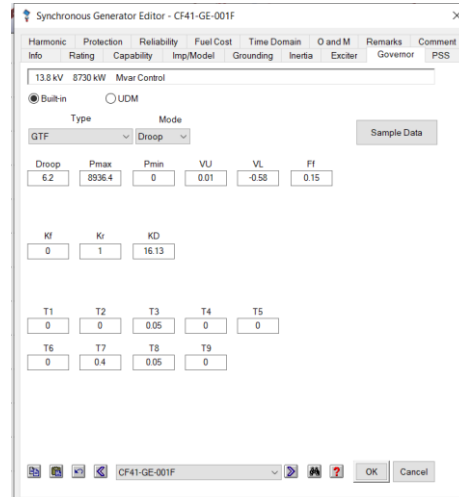 Synchronous Generator Editor - CF41-GE-001F
Harmonic Protection Reliability Fuel Cost Time Domain O and M Remarks Comment
Info Rating Capability Imp/Model Grounding Inertia Exciter Governor PSS
13.8 kV 8730 kW Mvar Control
Built-in UDM
Type Mode
GTF Droop Sample Data
Droop Pmax Pmin VU VL Ff
6.2 8936.4 0 0.01 -0.58 0.15
Kf Kr KD
0 1 16.13
T1 T2 T3 T4 T5
0 0 0.05 0 0
T6 T7 T8 T9
0 0.4 0.05 0
CF41-GE-001F ? OK Cancel